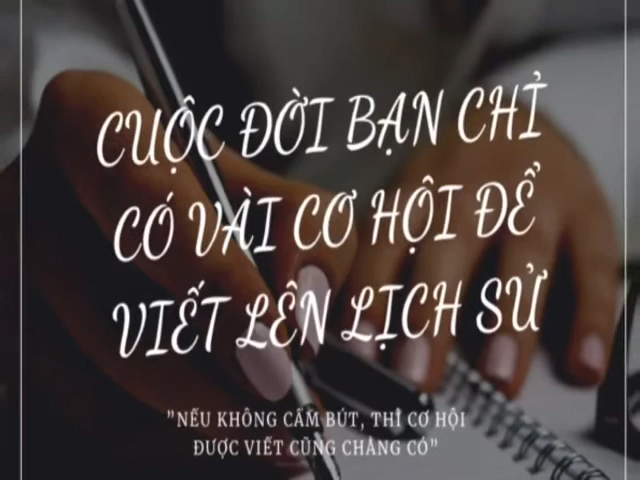 CUỘC ĐỜI BẠN CHỈ
CÓ VÀI CƠ HỘI ĐỂ
VIẾT LÊN LỊCH SỬ
"NẾU KHÔNG CẦM BÚT, THÌ CƠ HỘI
ĐƯỢC VIẾT CŨNG CHẲNG CÓ"